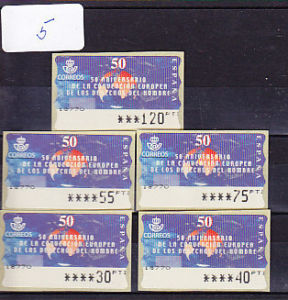 5
50
CORREOS
ESPAÑA
50 ANIVERSARIO
DE LA CONVENCION EUROPEA
DE LOS DERECHOS DEL HOMBRE
***120
50
CORREOS
ESPAÑA
50 ANIVERSARIO
DE LA CONVENCION EUROPEA
DE LOS DERECHOS DEL HOMBRE
****55 PTS
50
CORREOS
ESPAÑA
50 ANIVERSARIO
DE LA CONVENCION EUROPEA
DE LOS DERECHOS DEL HOMBRE
****75
50
CORREOS
ESPAÑA
50 ANIVERSARIO
DE LA CONVENCION EUROPEA
DE LOS DERECHOS DEL HOMBRE
****30
50
CORREOS
ESPAÑA
50 ANIVERSARIO
DE LA CONVENCION EUROPEA
DE LOS DERECHOS DEL HOMBRE
****40